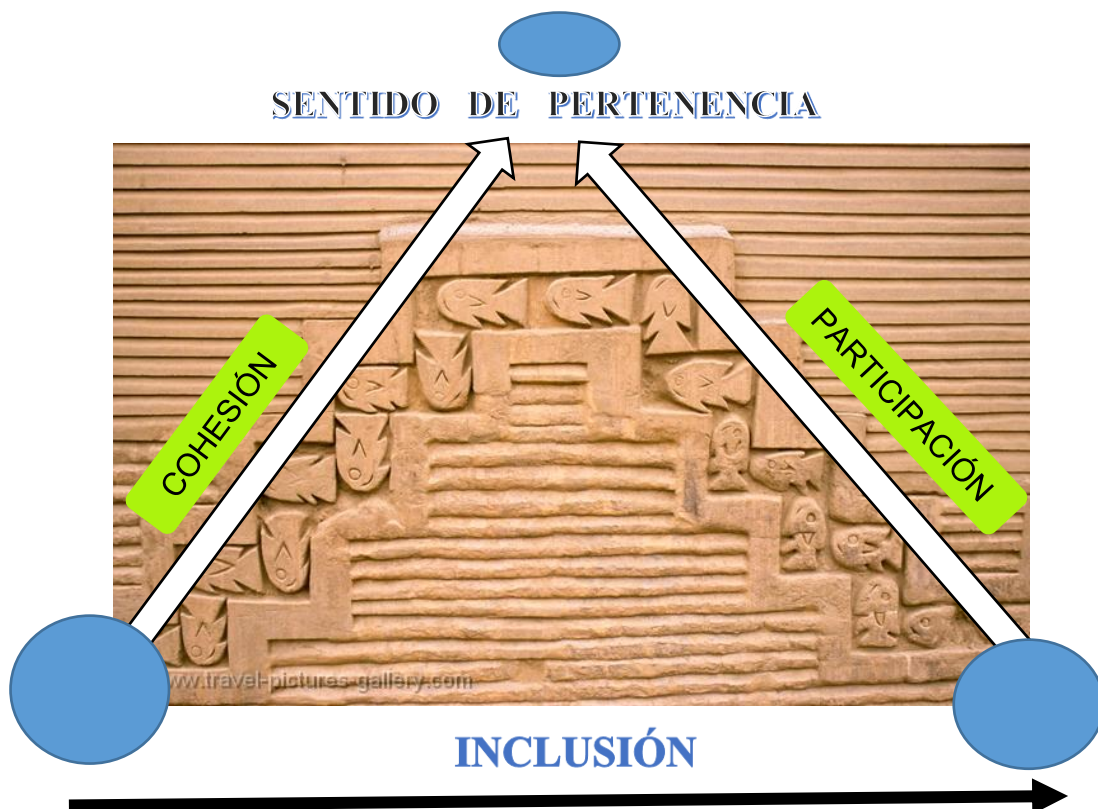 SENTIDO DE PERTENENCIA
COHESIÓN
PARTICIPACIÓN
www.travel-pictures-gallery.com
INCLUSIÓN